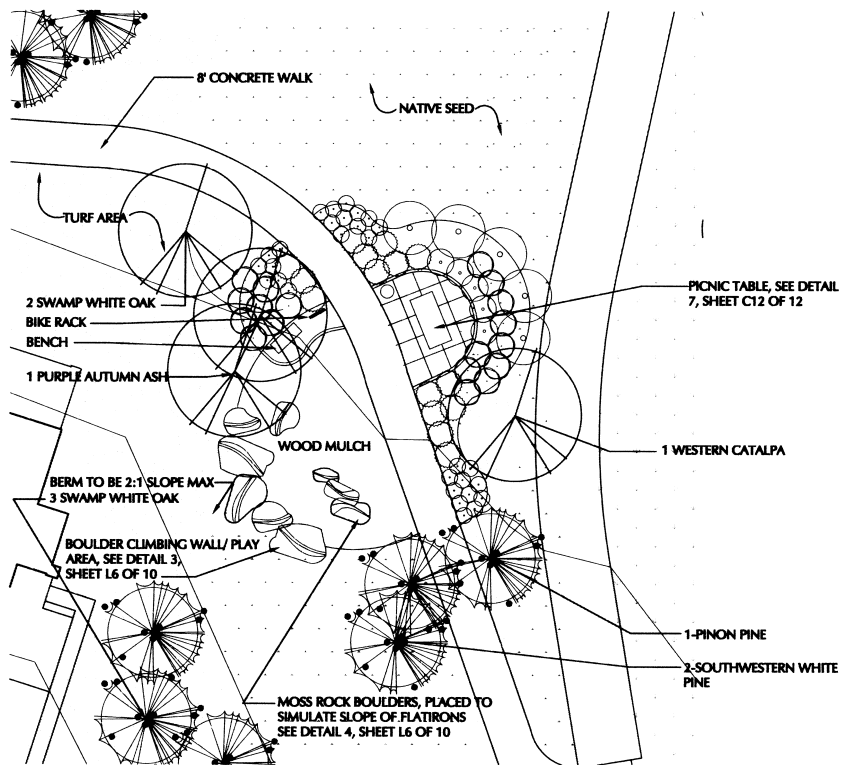 8' CONCRETE WALK
NATIVE SEED
TURF AREA
PICNIC TABLE, SEE DETAIL
7, SHEET C12 OF 12
2 SWAMP WHITE OAK
BIKE RACK
BENCH
1 PURPLE AUTUMN ASH
WOOD MULCH
1 WESTERN CATALPA
BERM TO BE 2:1 SLOPE MAX
3 SWAMP WHITE OAK
BOULDER CLIMBING WALL/ PLAY
AREA, SEE DETAIL 3,
SHEET L6 OF 10
1-PINON PINE
2-SOUTHWESTERN WHITE
PINE
MOSS ROCK BOULDERS, PLACED TO
SIMULATE SLOPE OF FLATIRONS
SEE DETAIL 4, SHEET L6 OF 10